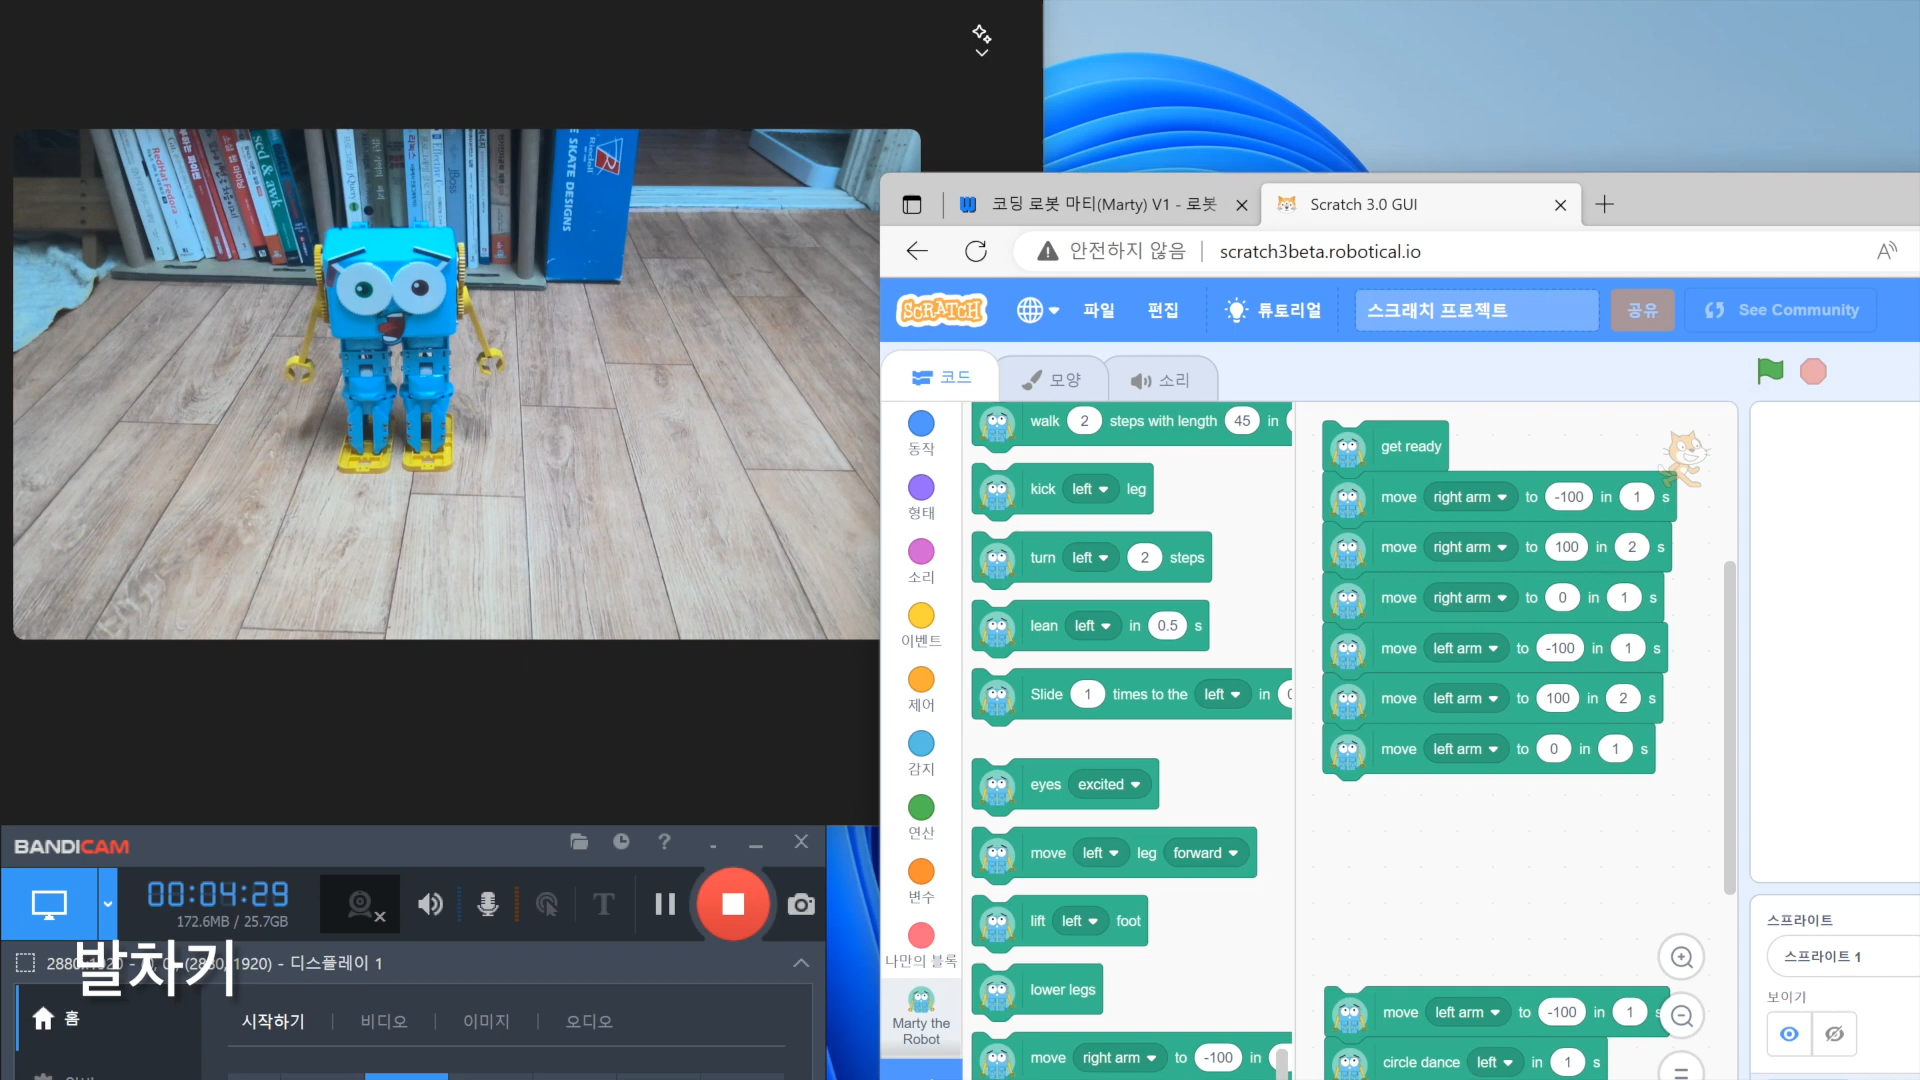 RedHat Fedora
sed & awk
jQuery
jBoss
SKATE DESIGNS
R
코딩 로봇 마티(Marty) V1 - 로봇
Scratch 3.0 GUI
안전하지 않음
scratch3beta.robotical.io
SCRATCH
파일
편집
튜토리얼
스크래치 프로젝트
공유
See Community
코드
모양
소리
동작
형태
소리
이벤트
제어
감지
연산
변수
나만의 블록
Marty the
Robot
walk 2 steps with length 45 in
kick left leg
turn left 2 steps
lean left in 0.5 s
Slide 1 times to the left in
eyes excited
move left leg forward
lift left foot
lower legs
move right arm to -100 in
get ready
move right arm to -100 in 1 s
move right arm to 100 in 2 s
move right arm to 0 in 1 s
move left arm to -100 in 1 s
move left arm to 100 in 2 s
move left arm to 0 in 1 s
move left arm to -100 in 1 s
circle dance left in 1 s
스프라이트
스프라이트 1
보이기
BANDICAM
00:04:29
172.6MB / 25.7GB
(2880, 1920) - 디스플레이 1
발차기
홈
시작하기
비디오
이미지
오디오